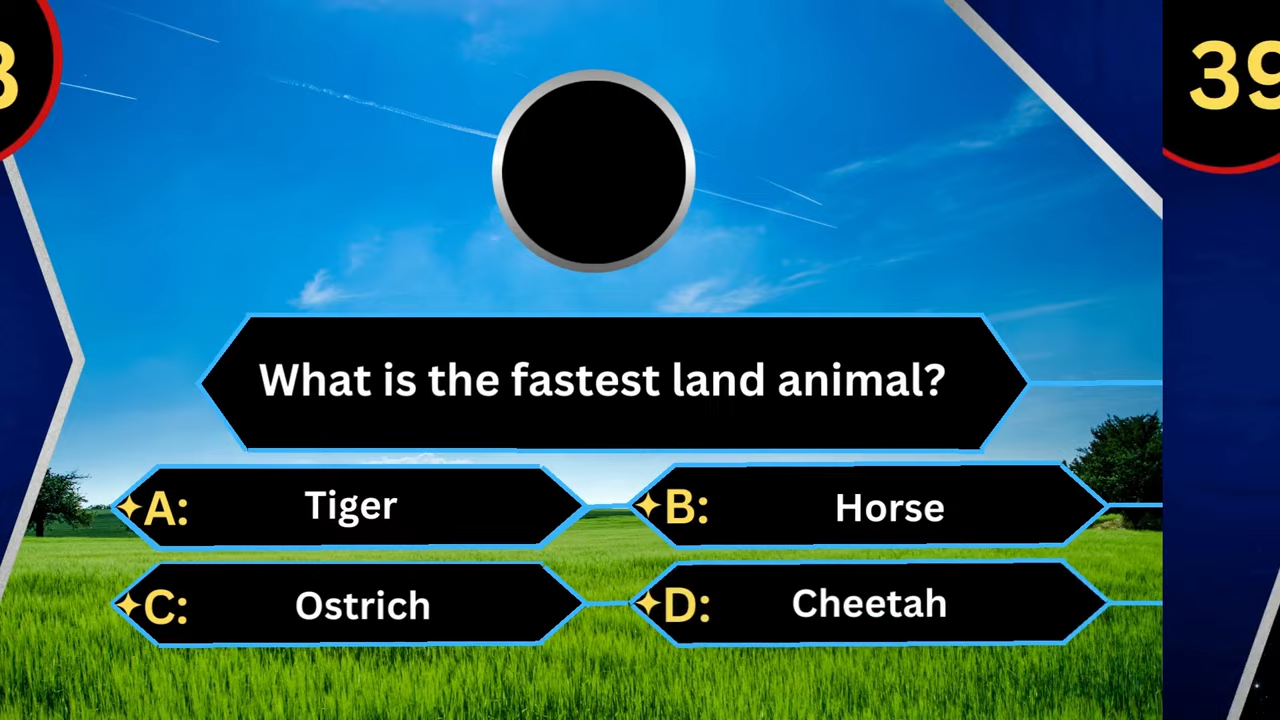 What is the fastest land animal?
A: Tiger
B: Horse
C: Ostrich
D: Cheetah
39